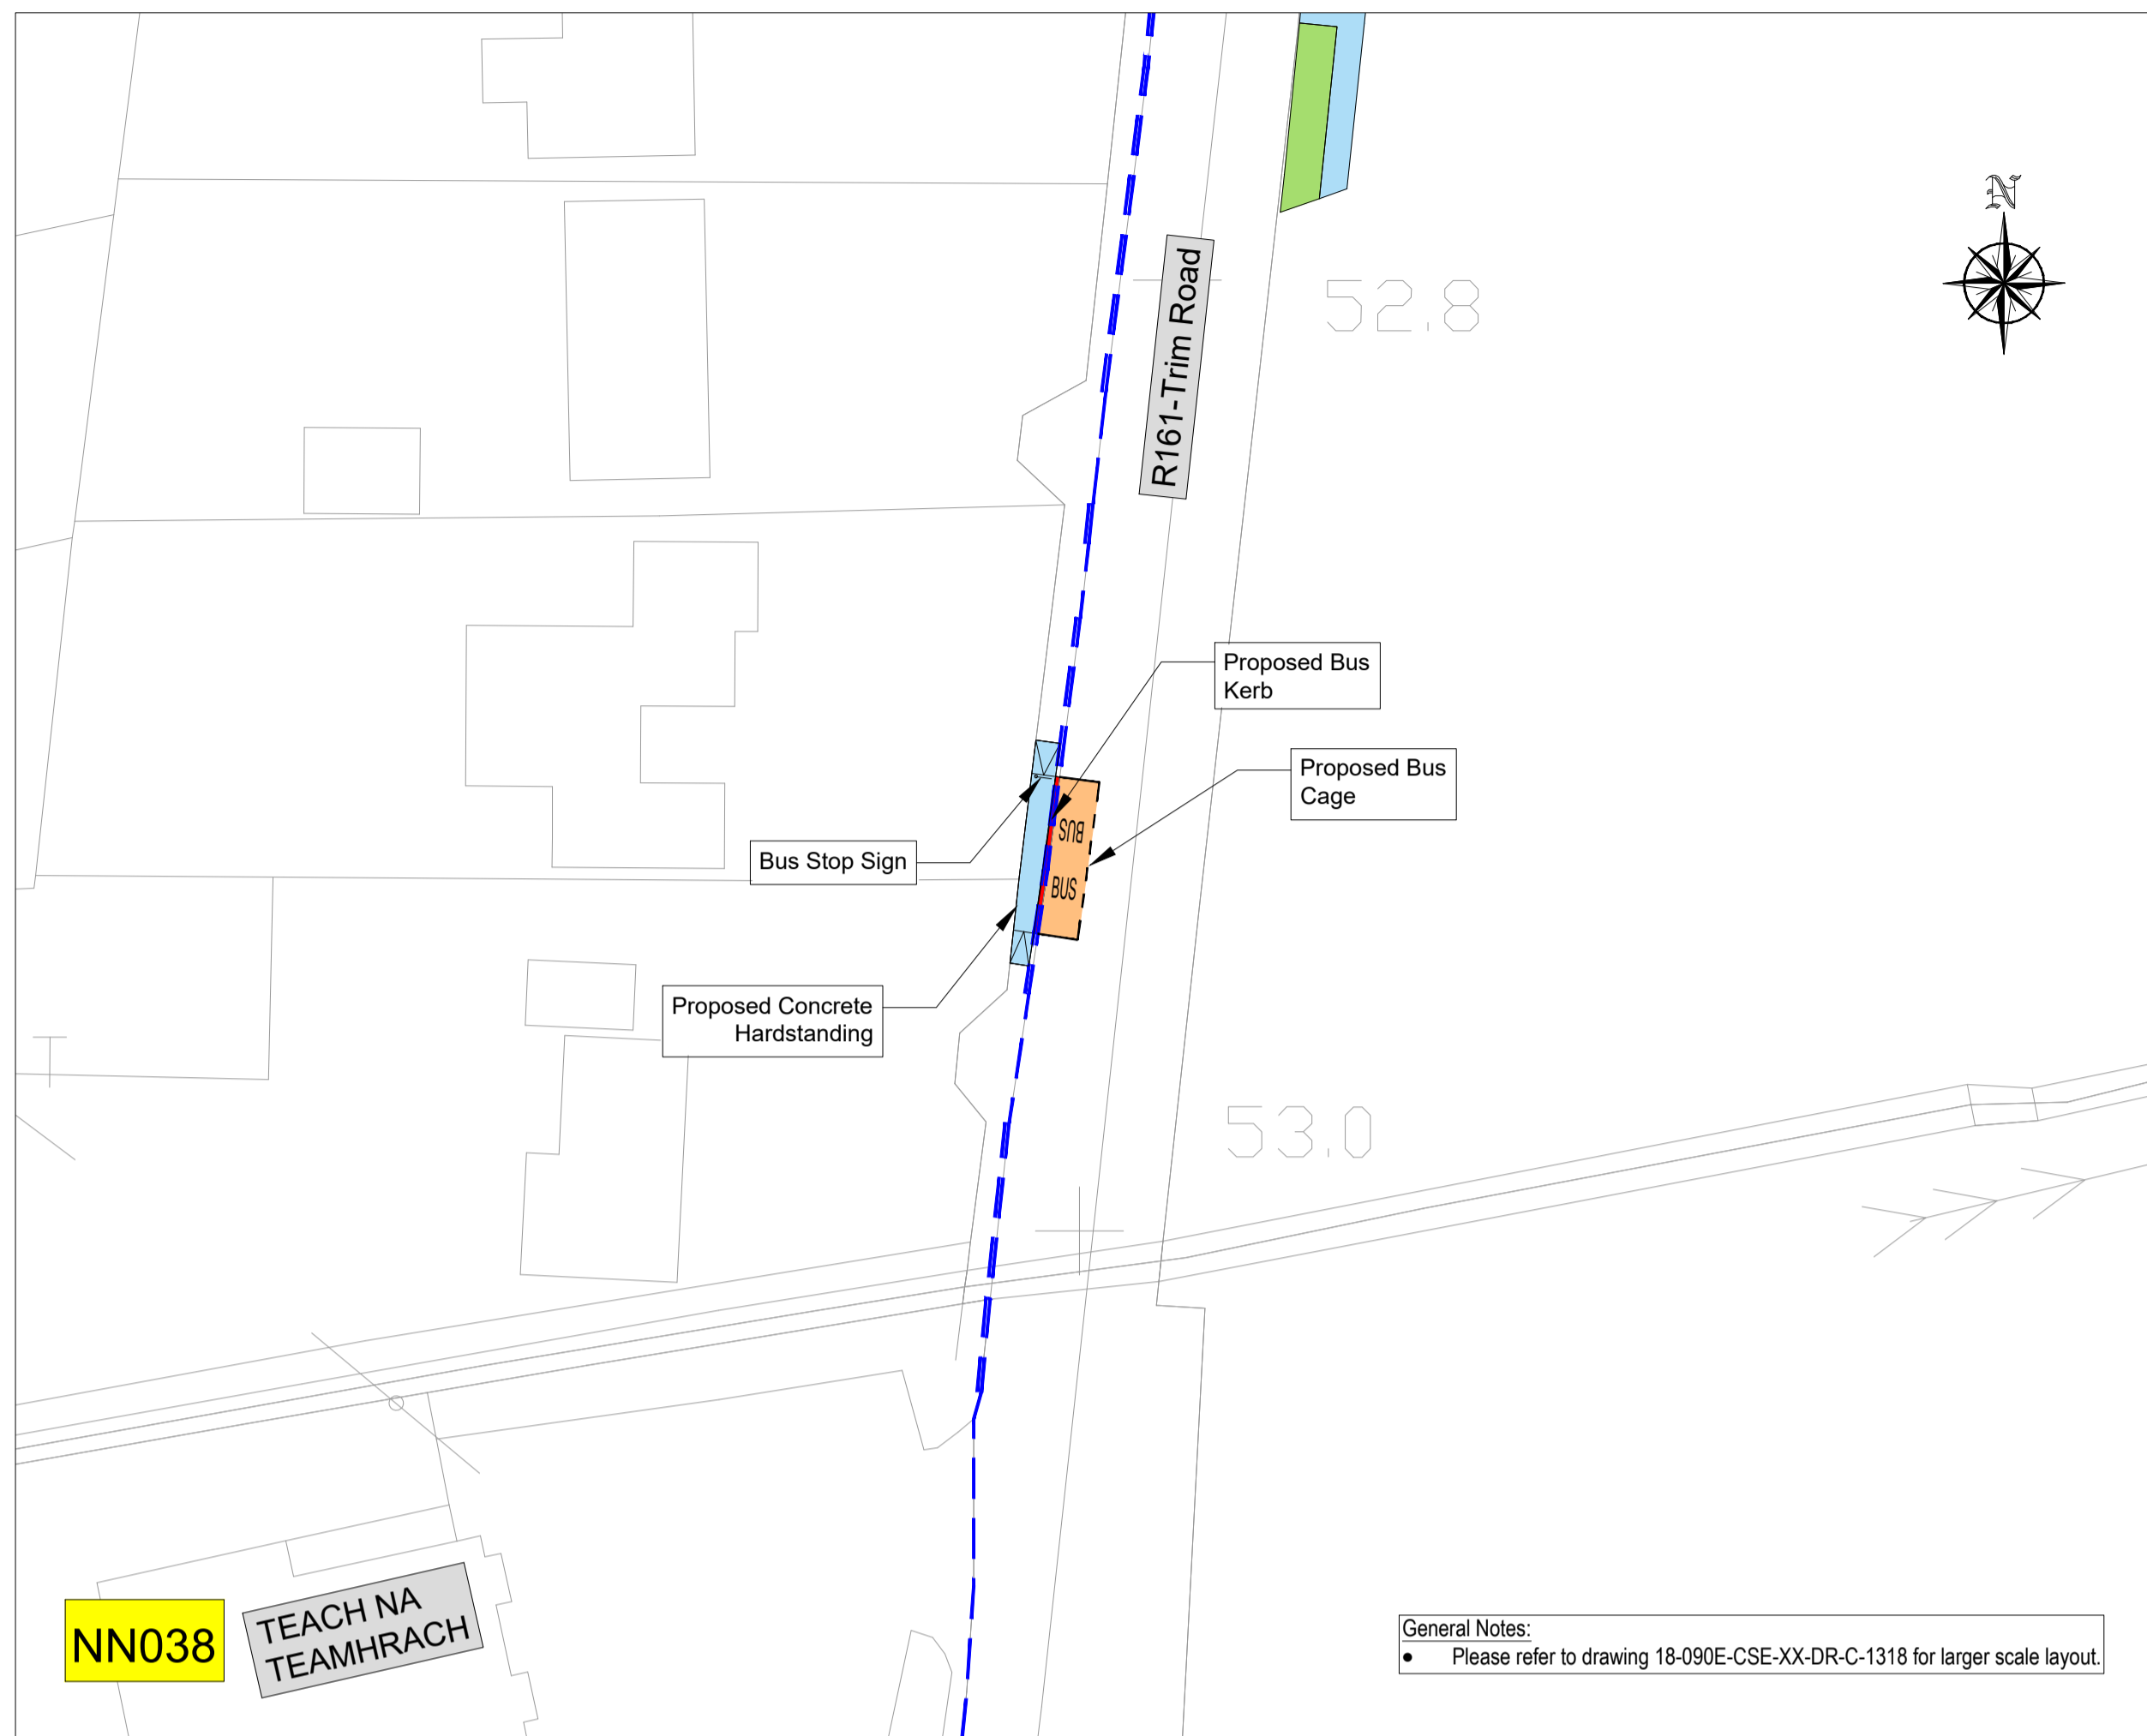 N
52.8
R161-Trim Road
Proposed Bus
Kerb
Proposed Bus
Cage
BUS
Bus Stop Sign
BUS
Proposed Concrete
Hardstanding
53.0
NN038
TEACH NA
TEAMHRACH
General Notes:
• Please refer to drawing 18-090E-CSE-XX-DR-C-1318 for larger scale layout.